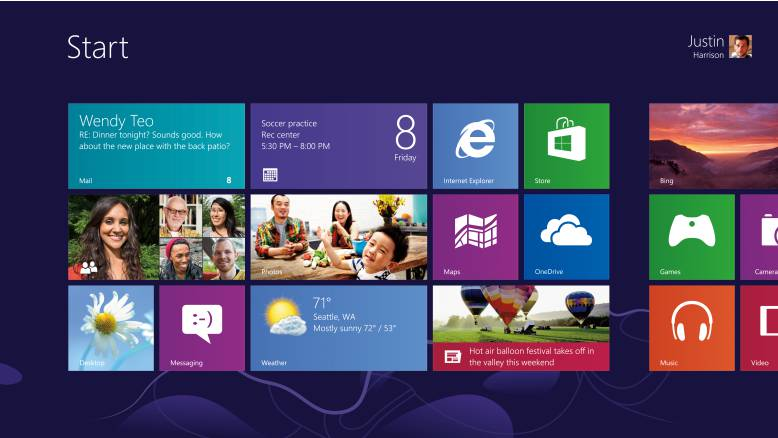 Start
Justin
Harrison
Wendy Teo
RE: Dinner tonight? Sounds good. How
about the new place with the back patio?
Mail
8
Soccer practice
Rec center
5:30 PM – 8:00 PM
8
Friday
Internet Explorer
Store
Bing
Photos
Maps
OneDrive
Games
Camera
Desktop
Messaging
:-)
71°
Seattle, WA
Mostly sunny 72° / 53°
Weather
Hot air balloon festival takes off in
the valley this weekend
Music
Video